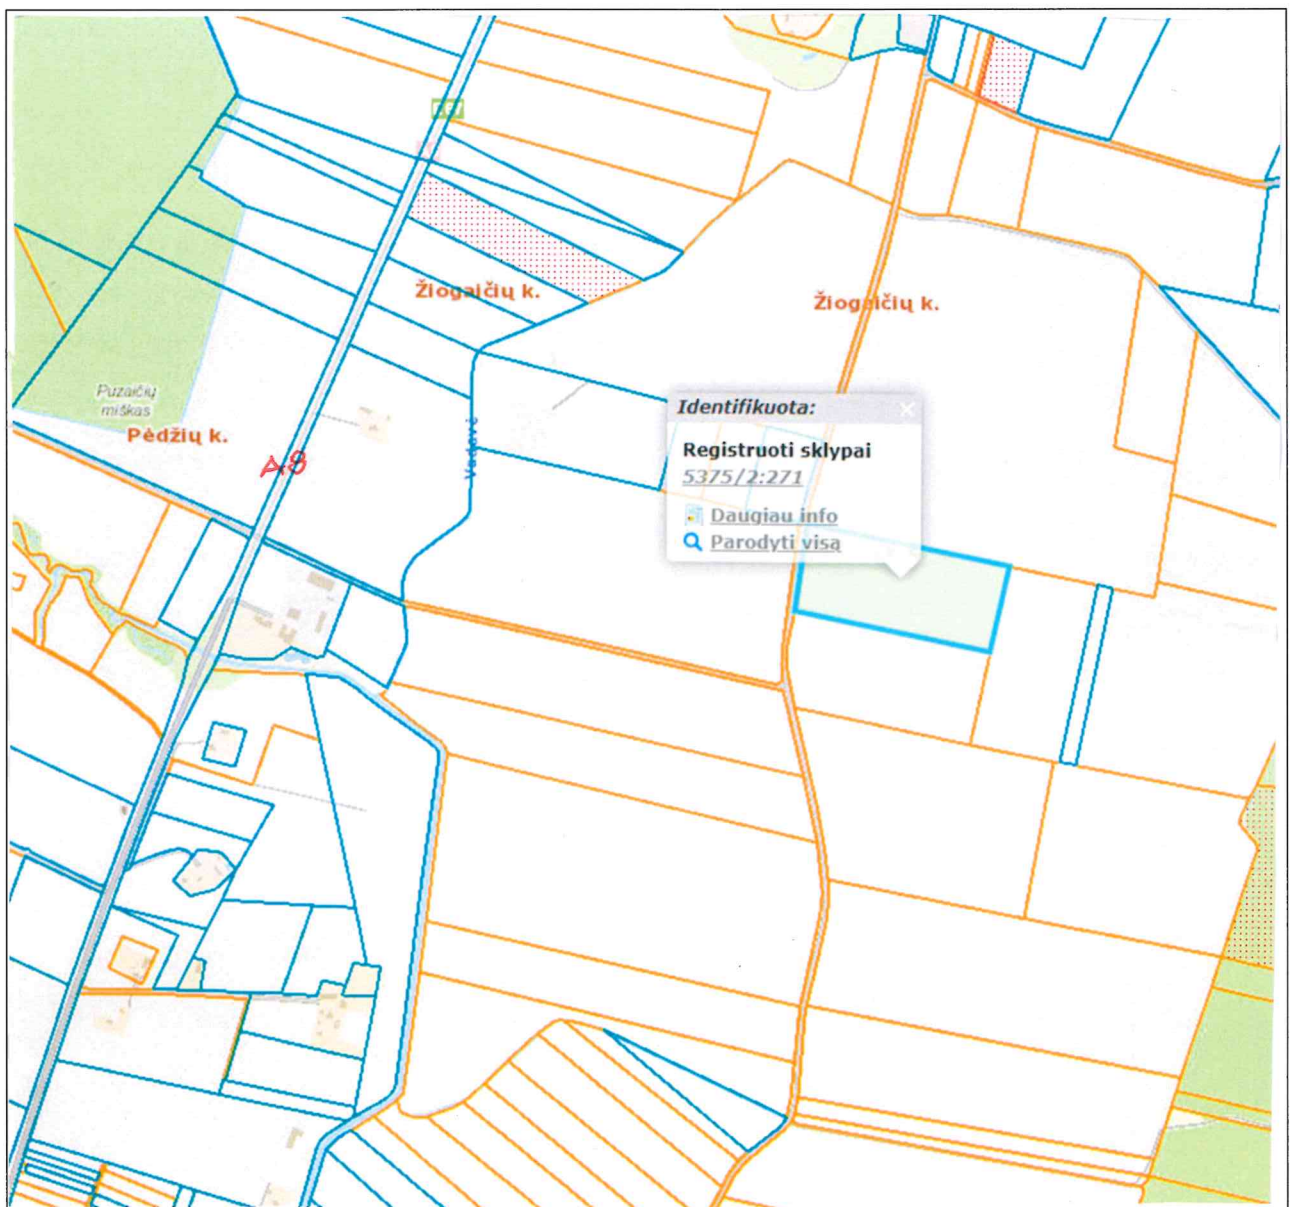 Žiogaičių k.
Žiogaičių k.
Puzaičių
miškas
Pėdžių k.
A8
Identifikuota:
Registruoti sklypai
5375/2:271
Daugiau info
Parodyti visą